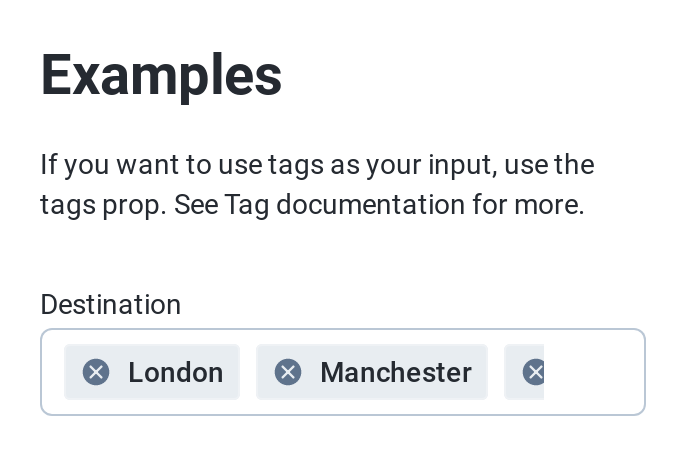 Examples
If you want to use tags as your input, use the
tags prop. See Tag documentation for more.
Destination
London Manchester